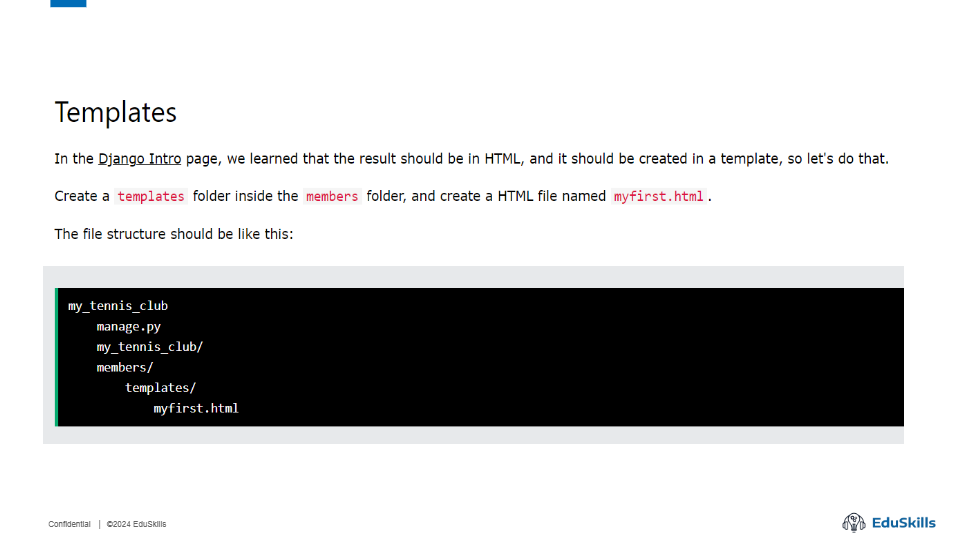 Templates
In the Django Intro page, we learned that the result should be in HTML, and it should be created in a template, so let's do that.
Create a templates folder inside the members folder, and create a HTML file named myfirst.html.
The file structure should be like this:
my_tennis_club
    manage.py
    my_tennis_club/
    members/
        templates/
            myfirst.html
Confidential | ©2024 EduSkills
EduSkills